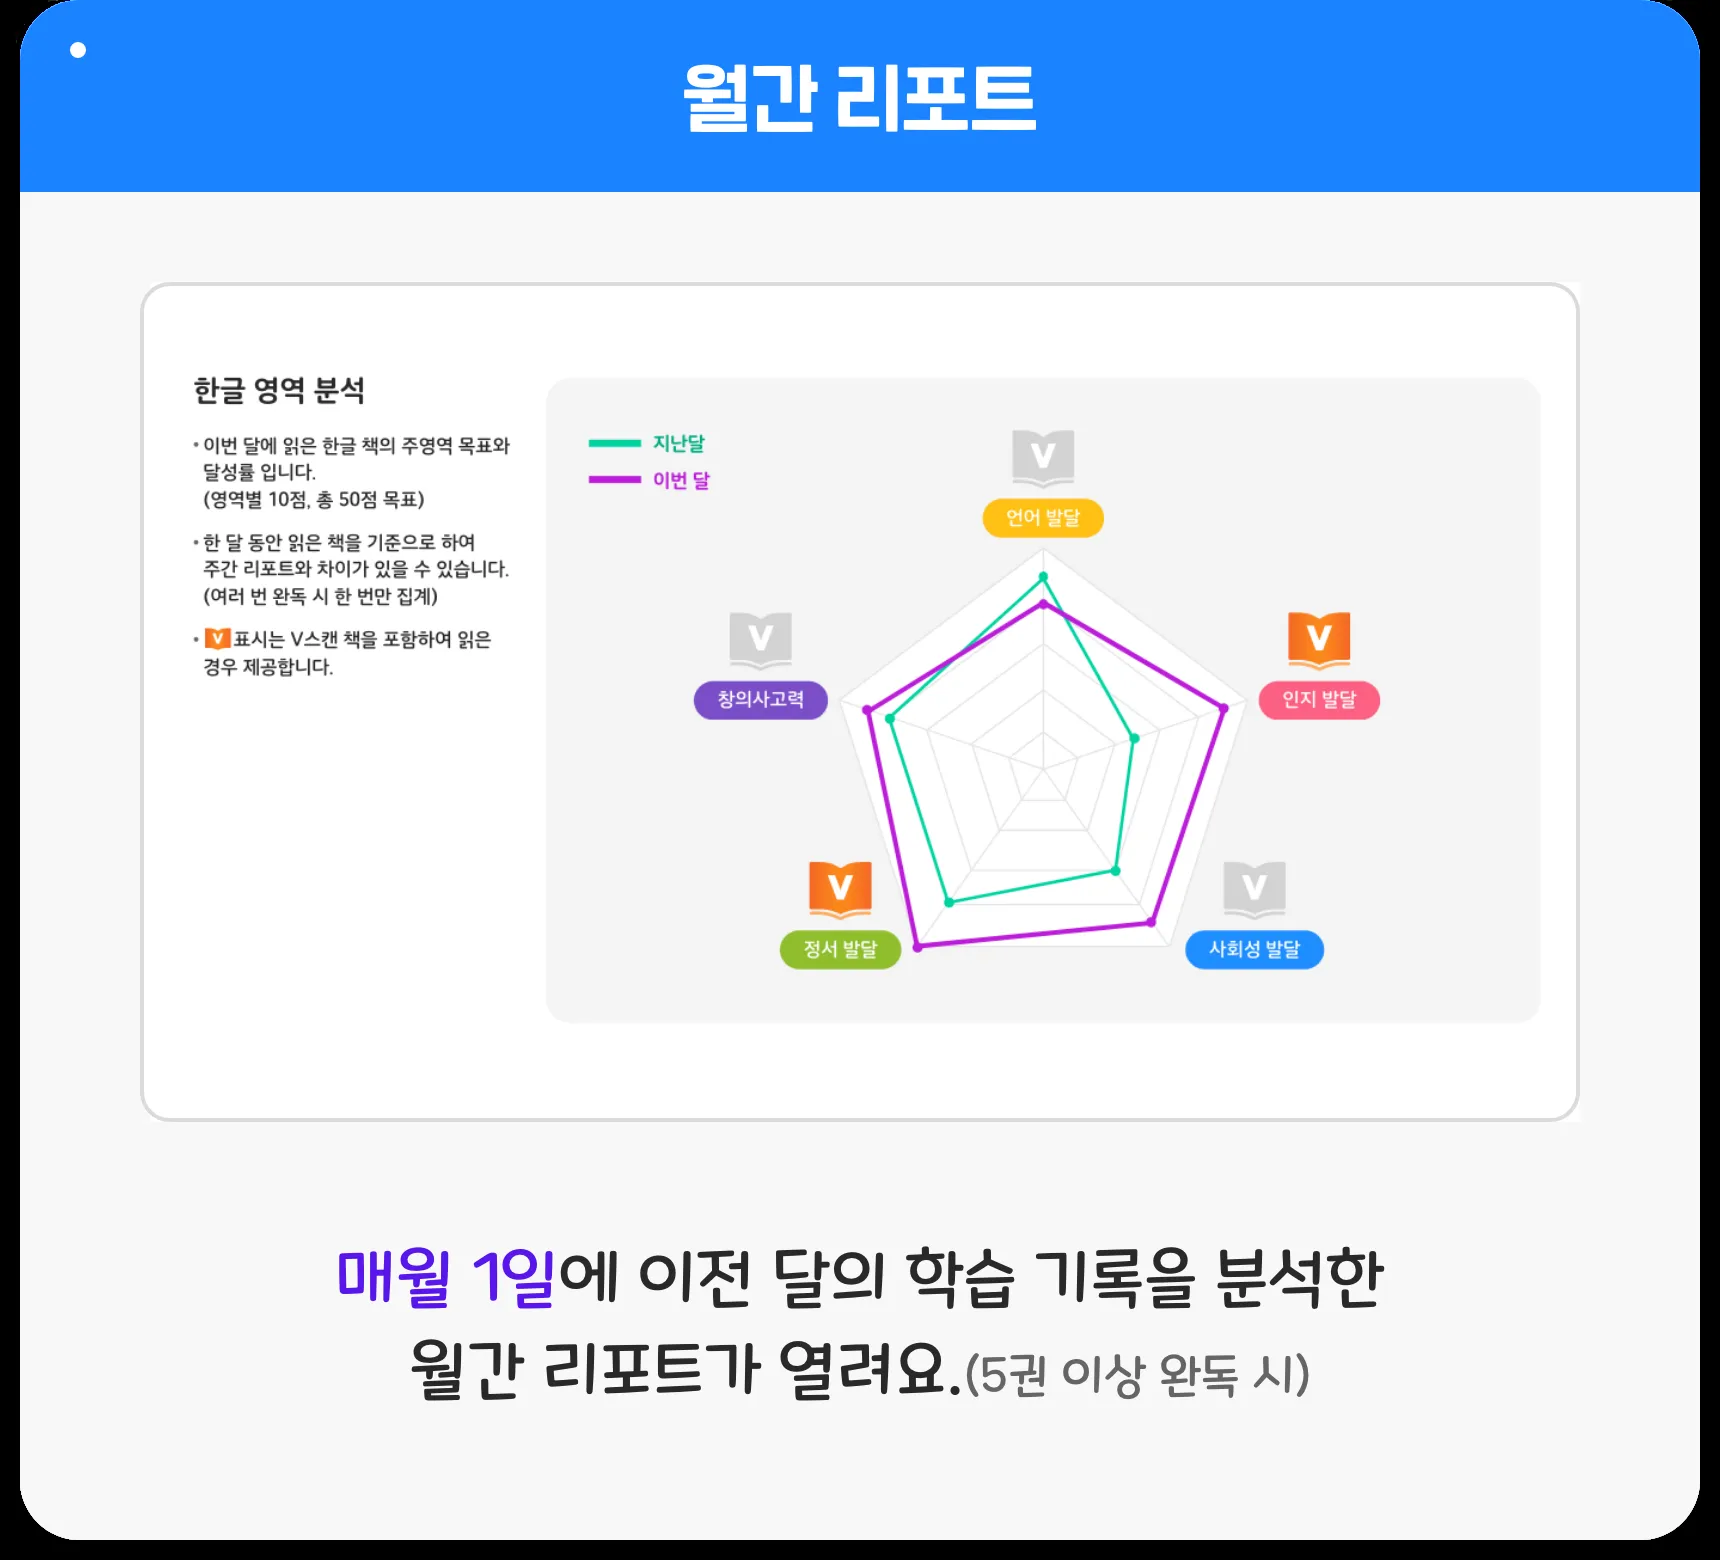 월간 리포트
한글 영역 분석
• 이번 달에 읽은 한글 책의 주영역 목표와
달성률 입니다.
(영역별 10점, 총 50점 목표)
• 한 달 동안 읽은 책을 기준으로 하여
주간 리포트와 차이가 있을 수 있습니다.
(여러 번 완독 시 한 번만 집계)
• V 표시는 V스캔 책을 포함하여 읽은
경우 제공합니다.
지난달
이번 달
V
언어 발달
V
창의사고력
V
인지 발달
V
정서 발달
V
사회성 발달
매월 1일에 이전 달의 학습 기록을 분석한
월간 리포트가 열려요.(5권 이상 완독 시)